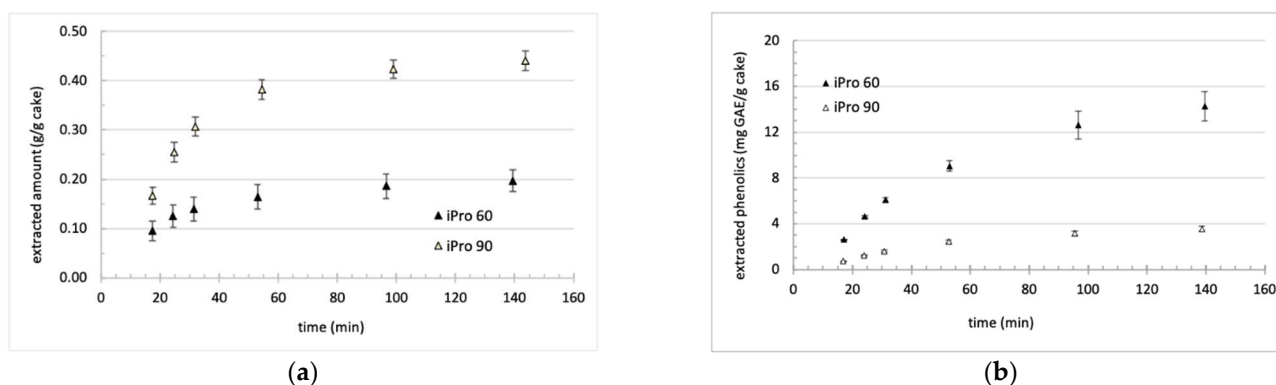 extracted amount (g/g cake)
0.50
0.40
0.30
0.20
0.10
0.00
iPro 60
iPro 90
0 20 40 60 80 100 120 140 160
time (min)
(a)
extracted phenolics (mg GAE/g cake)
20
16
12
8
4
0
iPro 60
iPro 90
0 20 40 60 80 100 120 140 160
time (min)
(b)